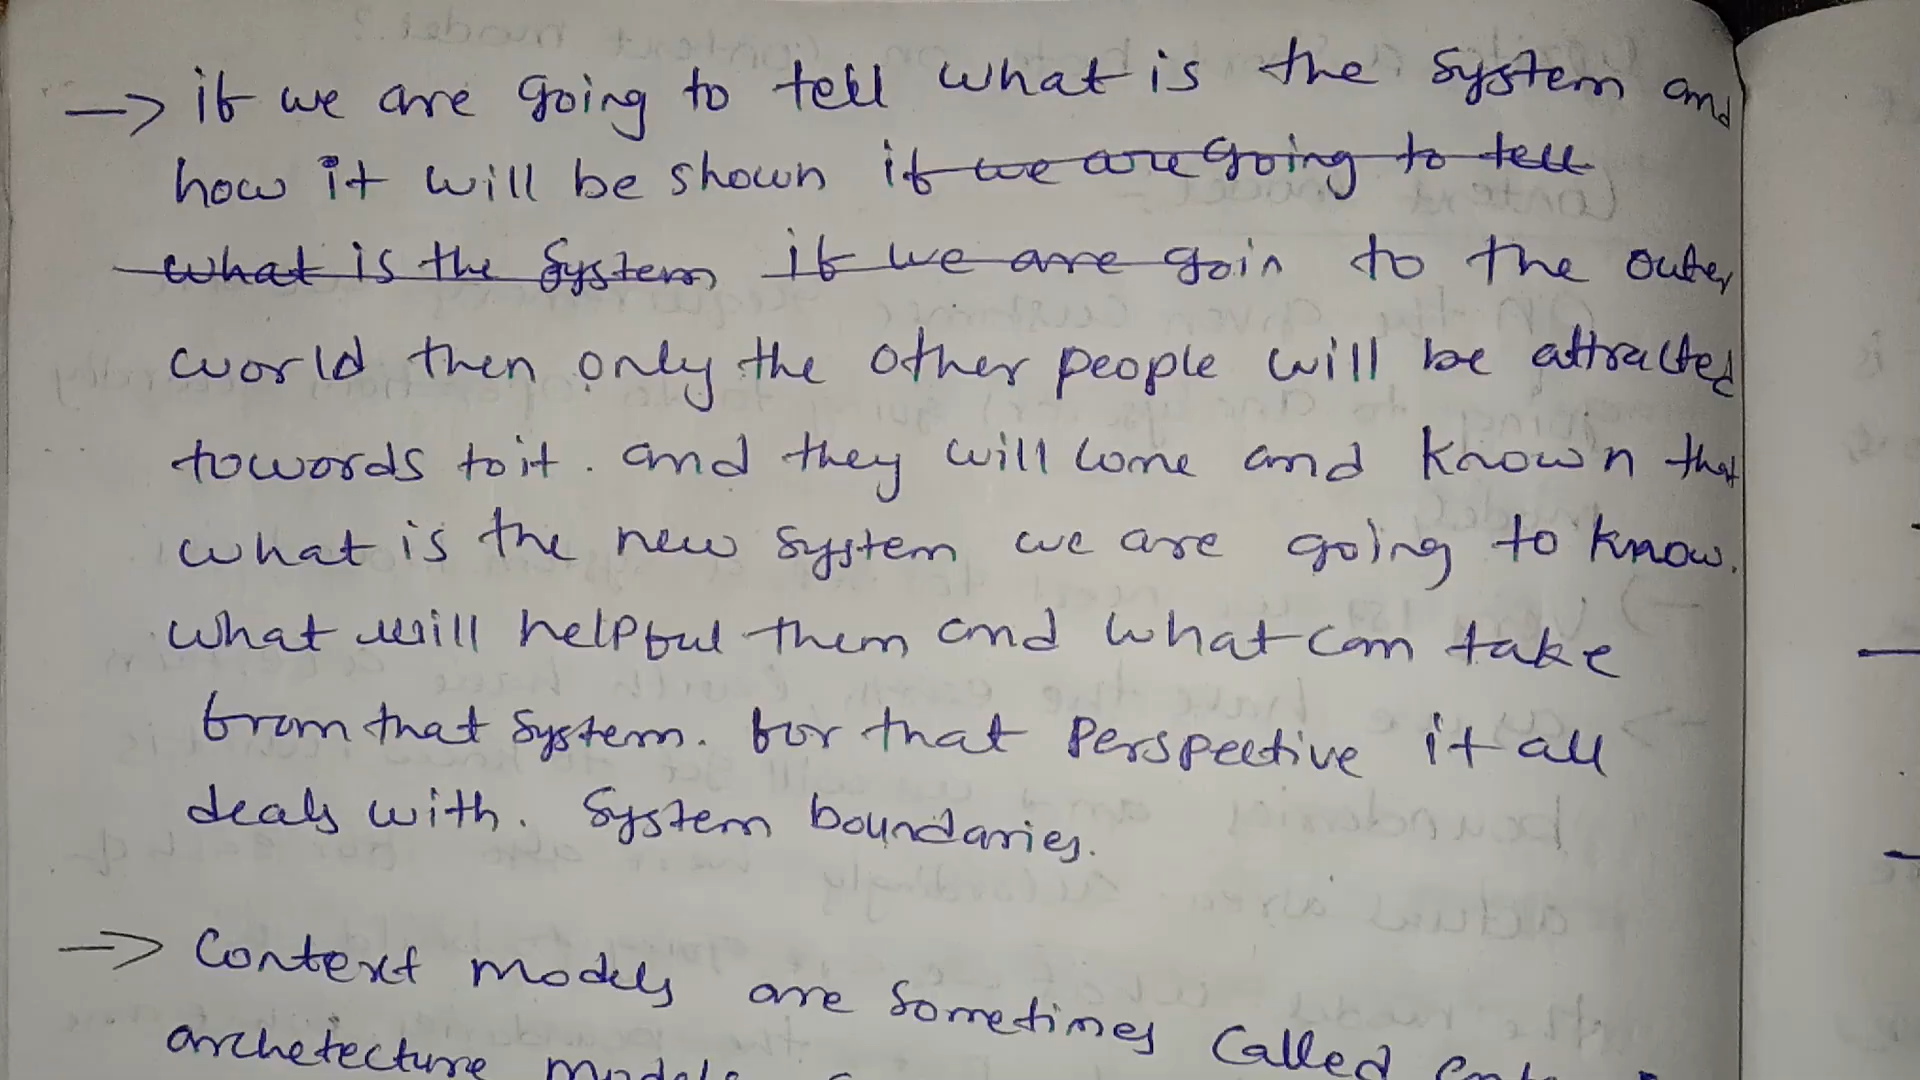 → if we are going to tell what is the system and
how it will be shown if we are going to tell
what is the system if we are goin to the outer
world then only the other people will be attracted
towords to it. and they will come and known that
what is the new system we are going to know.
what will helpful them and what can take
from that system. for that perspective it all
deals with. system boundaries.
→ Context models are sometimes called
archetecture models